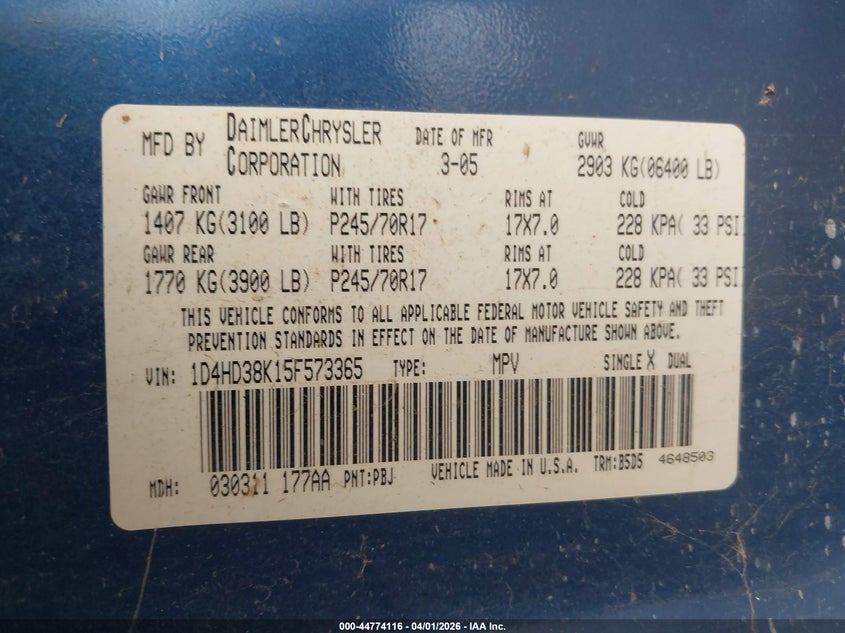 MFD BY DAIMLERCHRYSLER CORPORATION DATE OF MFR 3-05 GVWR 2903 KG(06400 LB)
GAWR FRONT WITH TIRES RIMS AT COLD
1407 KG(3100 LB) P245/70R17 17X7.0 228 KPA( 33 PSI)
GAWR REAR WITH TIRES RIMS AT COLD
1770 KG(3900 LB) P245/70R17 17X7.0 228 KPA( 33 PSI)
THIS VEHICLE CONFORMS TO ALL APPLICABLE FEDERAL MOTOR VEHICLE SAFETY AND THEFT
PREVENTION STANDARDS IN EFFECT ON THE DATE OF MANUFACTURE SHOWN ABOVE.
VIN: 1D4HD38K15F573365 TYPE: MPV SINGLE X DUAL
MDH: 030311 177AA PNT:PBJ VEHICLE MADE IN U.S.A. TRM:B5D5 4648503
000-44774116 - 04/01/2026 - IAA Inc.